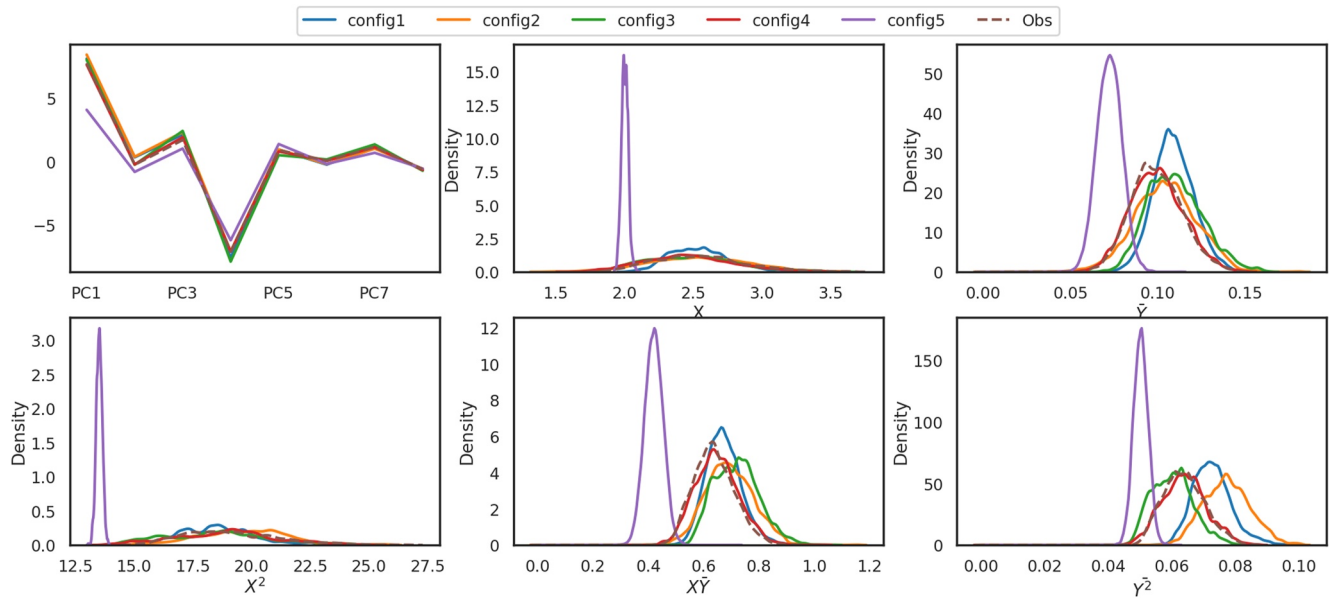 config1 config2 config3 config4 config5 Obs
5
0
−5
PC1 PC3 PC5 PC7
Density
15.0
12.5
10.0
7.5
5.0
2.5
0.0
1.5 2.0 2.5 3.0 3.5
X
Density
50
40
30
20
10
0
0.00 0.05 0.10 0.15
Ȳ
Density
3.0
2.5
2.0
1.5
1.0
0.5
0.0
12.5 15.0 17.5 20.0 22.5 25.0 27.5
X²
Density
12
10
8
6
4
2
0
0.0 0.2 0.4 0.6 0.8 1.0 1.2
XȲ
Density
150
100
50
0
0.00 0.02 0.04 0.06 0.08 0.10
Y²̄